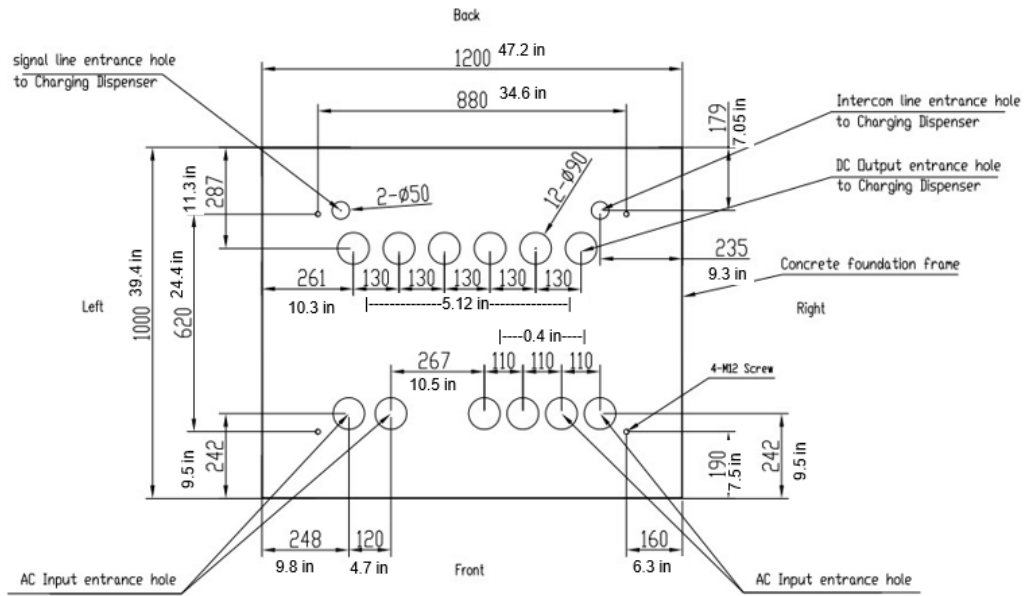 Back
signal line entrance hole
to Charging Dispenser
1200 47.2 in
880 34.6 in
179
7.05 in
Intercom line entrance hole
to Charging Dispenser
DC Output entrance hole
to Charging Dispenser
11.3 in
287
2-Ø50
12-Ø90
235
9.3 in
Concrete foundation frame
261
130
130
130
130
130
10.3 in
|----------------5.12 in----------------|
Left
1000 39.4 in
620 24.4 in
Right
|----0.4 in----|
267
110
110
110
10.5 in
4-M12 Screw
242
9.5 in
190
7.5 in
242
9.5 in
248
120
160
9.8 in
4.7 in
6.3 in
Front
AC Input entrance hole
AC Input entrance hole